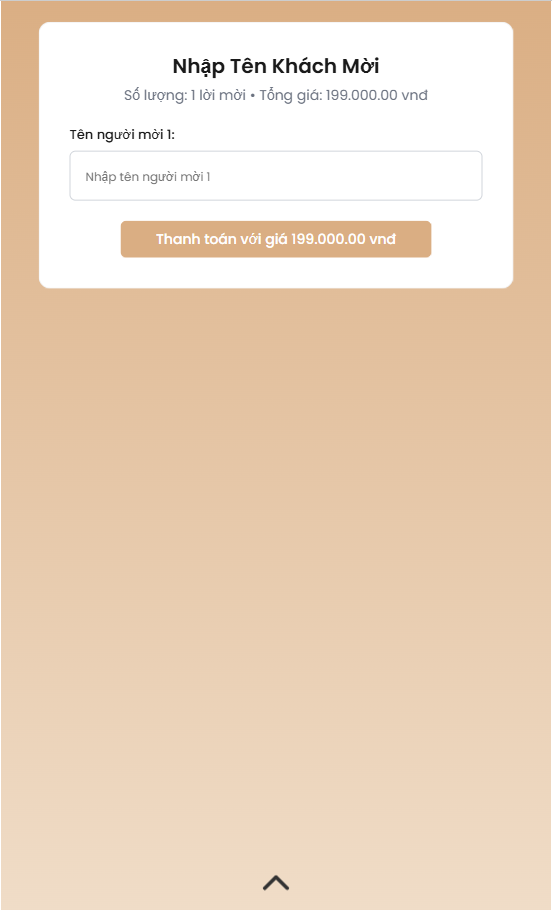 Nhập Tên Khách Mời
Số lượng: 1 lời mời • Tổng giá: 199.000.00 vnđ
Tên người mời 1:
Nhập tên người mời 1
Thanh toán với giá 199.000.00 vnđ